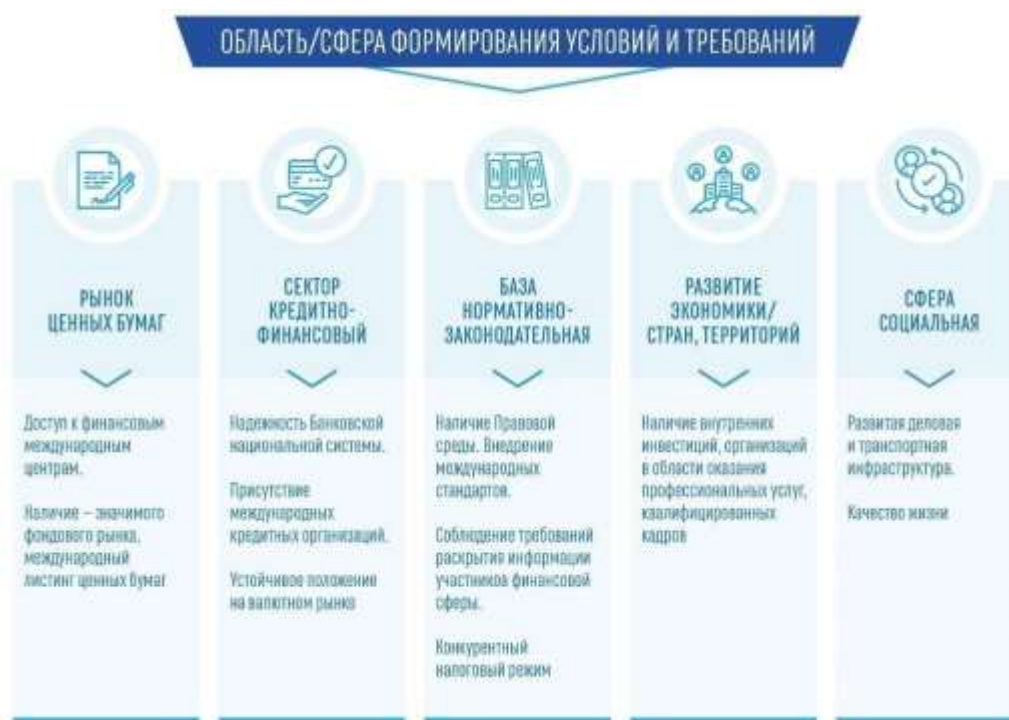 ОБЛАСТЬ/СФЕРА ФОРМИРОВАНИЯ УСЛОВИЙ И ТРЕБОВАНИЙ
РЫНОК
ЦЕННЫХ БУМАГ
Доступ к финансовым
международным
центрам.
Наличие – значимого
фондового рынка,
международный
листинг ценных бумаг
СЕКТОР
КРЕДИТНО-
ФИНАНСОВЫЙ
Надежность Банковской
национальной системы.
Присутствие
международных
кредитных организаций.
Устойчивое положение
на валютном рынке
БАЗА
НОРМАТИВНО-
ЗАКОНОДАТЕЛЬНАЯ
Наличие Правовой
среды. Внедрение
международных
стандартов.
Соблюдение требований
раскрытия информации
участников финансовой
сферы.
Конкурентный
налоговый режим
РАЗВИТИЕ
ЭКОНОМИКИ/
СТРАН, ТЕРРИТОРИЙ
Наличие внутренних
инвестиций, организаций
в области оказания
профессиональных услуг,
квалифицированных
кадров
СФЕРА
СОЦИАЛЬНАЯ
Развитая деловая
и транспортная
инфраструктура.
Качество жизни